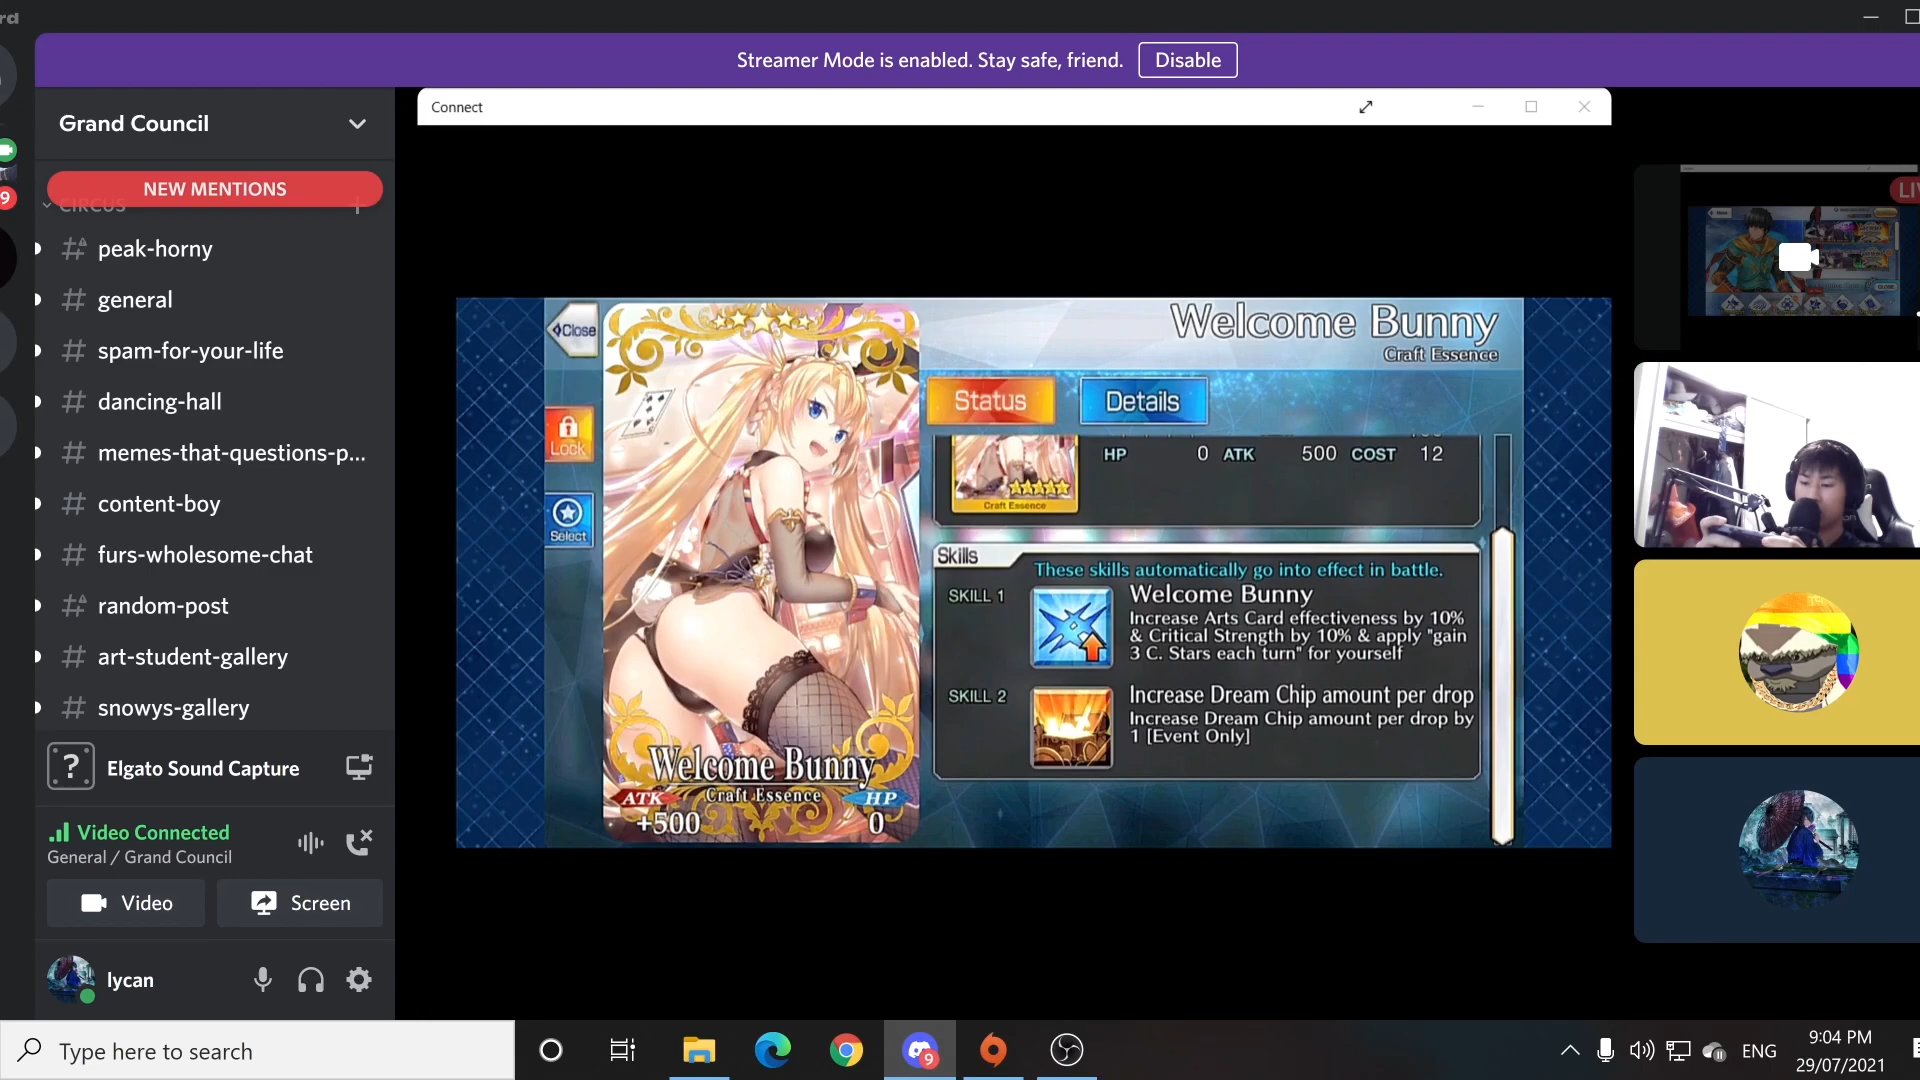 rd
Streamer Mode is enabled. Stay safe, friend.
Disable
Grand Council
NEW MENTIONS
CIRCUS
9
peak-horny
general
spam-for-your-life
dancing-hall
memes-that-questions-p...
content-boy
furs-wholesome-chat
random-post
art-student-gallery
snowys-gallery
?
Elgato Sound Capture
Video Connected
General / Grand Council
Video
Screen
lycan
Connect
Close
Lock
Select
Welcome Bunny
Craft Essence
ATK
+500
HP
0
Welcome Bunny
Craft Essence
Status
Details
HP 0 ATK 500 COST 12
Craft Essence
Skills
These skills automatically go into effect in battle.
SKILL 1
Welcome Bunny
Increase Arts Card effectiveness by 10%
& Critical Strength by 10% & apply "gain
3 C. Stars each turn" for yourself
SKILL 2
Increase Dream Chip amount per drop
Increase Dream Chip amount per drop by
1 [Event Only]
LIV
Type here to search
9
ENG
9:04 PM
29/07/2021